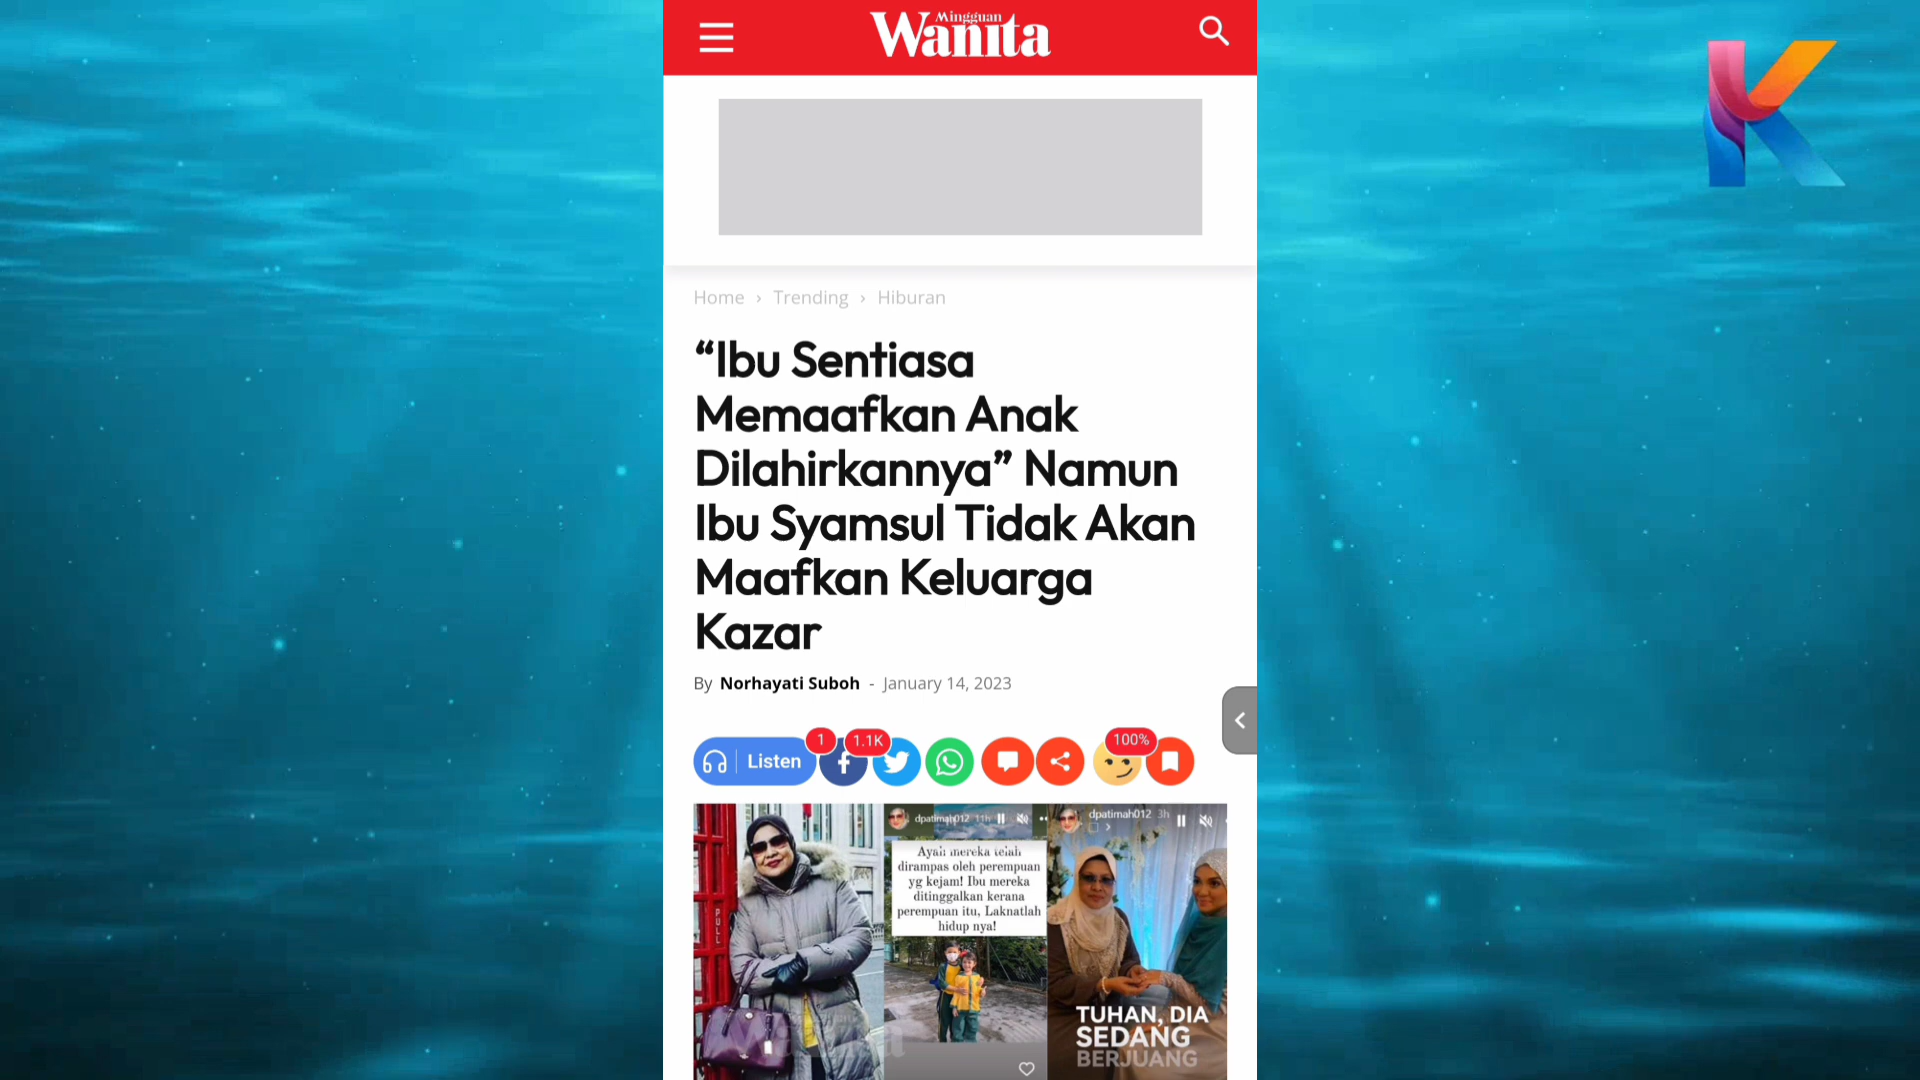 Mingguan
Wanita
Home › Trending › Hiburan
“Ibu Sentiasa
Memaafkan Anak
Dilahirkannya” Namun
Ibu Syamsul Tidak Akan
Maafkan Keluarga
Kazar
By Norhayati Suboh - January 14, 2023
Listen
1
1.1K
100%
PULL
dpatimah012 11h
Ayah mereka telah
dirampas oleh perempuan
yg kejam! Ibu mereka
ditinggalkan kerana
perempuan itu, Laknatlah
hidup nya!
dpatimah012 3h
TUHAN, DIA
SEDANG
BERJUANG
K